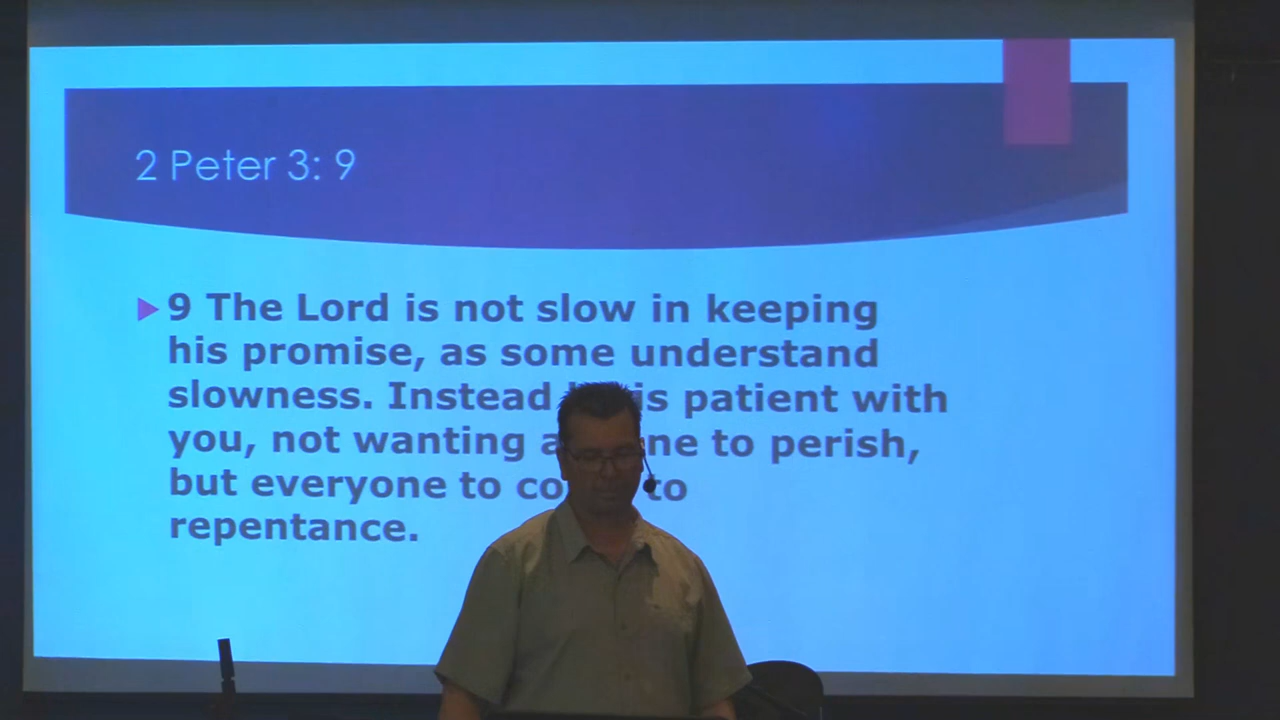 2 Peter 3: 9
9 The Lord is not slow in keeping
his promise, as some understand
slowness. Instead is patient with
you, not wanting to perish,
but everyone to to
repentance.